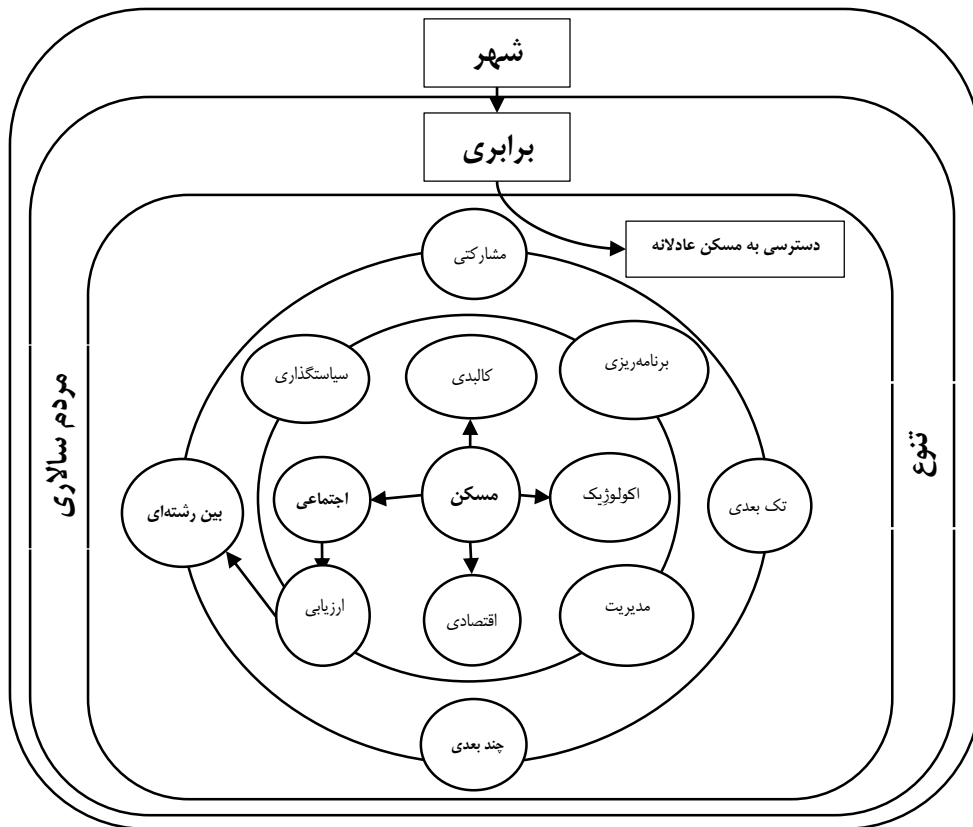 شهر
برابری
دسترسی به مسکن عادلانه
مشارکتی
برنامه‌ریزی
کالبدی
سیاستگذاری
تنوع
مردم سالاری
تک بعدی
اکولوژیک
مسکن
اجتماعی
بین رشته‌ای
مدیریت
اقتصادی
ارزیابی
چند بعدی